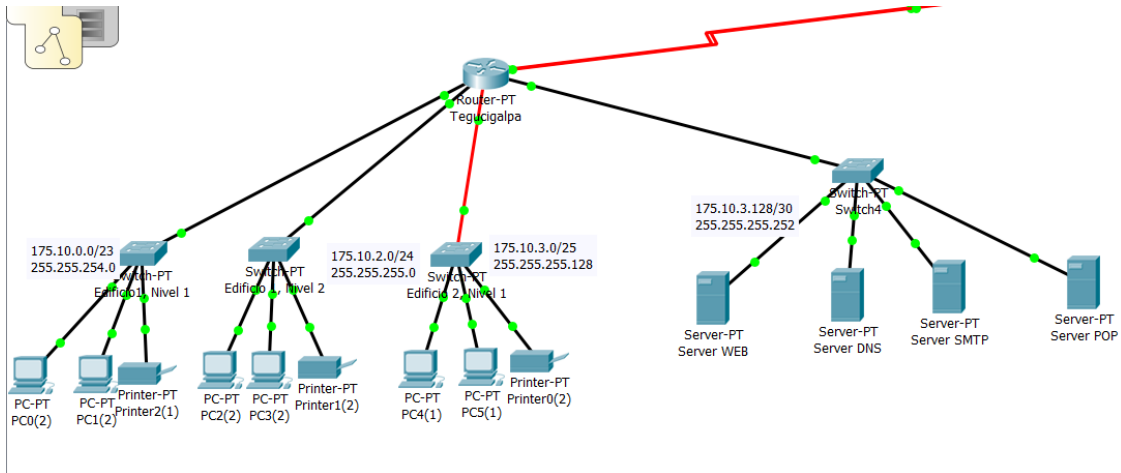 Router-PT
Tegucigalpa
Switch-PT
Switch4
175.10.3.128/30
255.255.255.252
175.10.0.0/23
255.255.254.0
Switch-PT
Edificio1, Nivel 1
Switch-PT
Edificio , Nivel 2
175.10.2.0/24
255.255.255.0
Switch-PT
Edificio 2, Nivel 1
175.10.3.0/25
255.255.255.128
Server-PT
Server WEB
Server-PT
Server DNS
Server-PT
Server SMTP
Server-PT
Server POP
PC-PT
PC0(2)
PC-PT
PC1(2)
Printer-PT
Printer2(1)
PC-PT
PC2(2)
PC-PT
PC3(2)
Printer-PT
Printer1(2)
PC-PT
PC4(1)
PC-PT
PC5(1)
Printer-PT
Printer0(2)